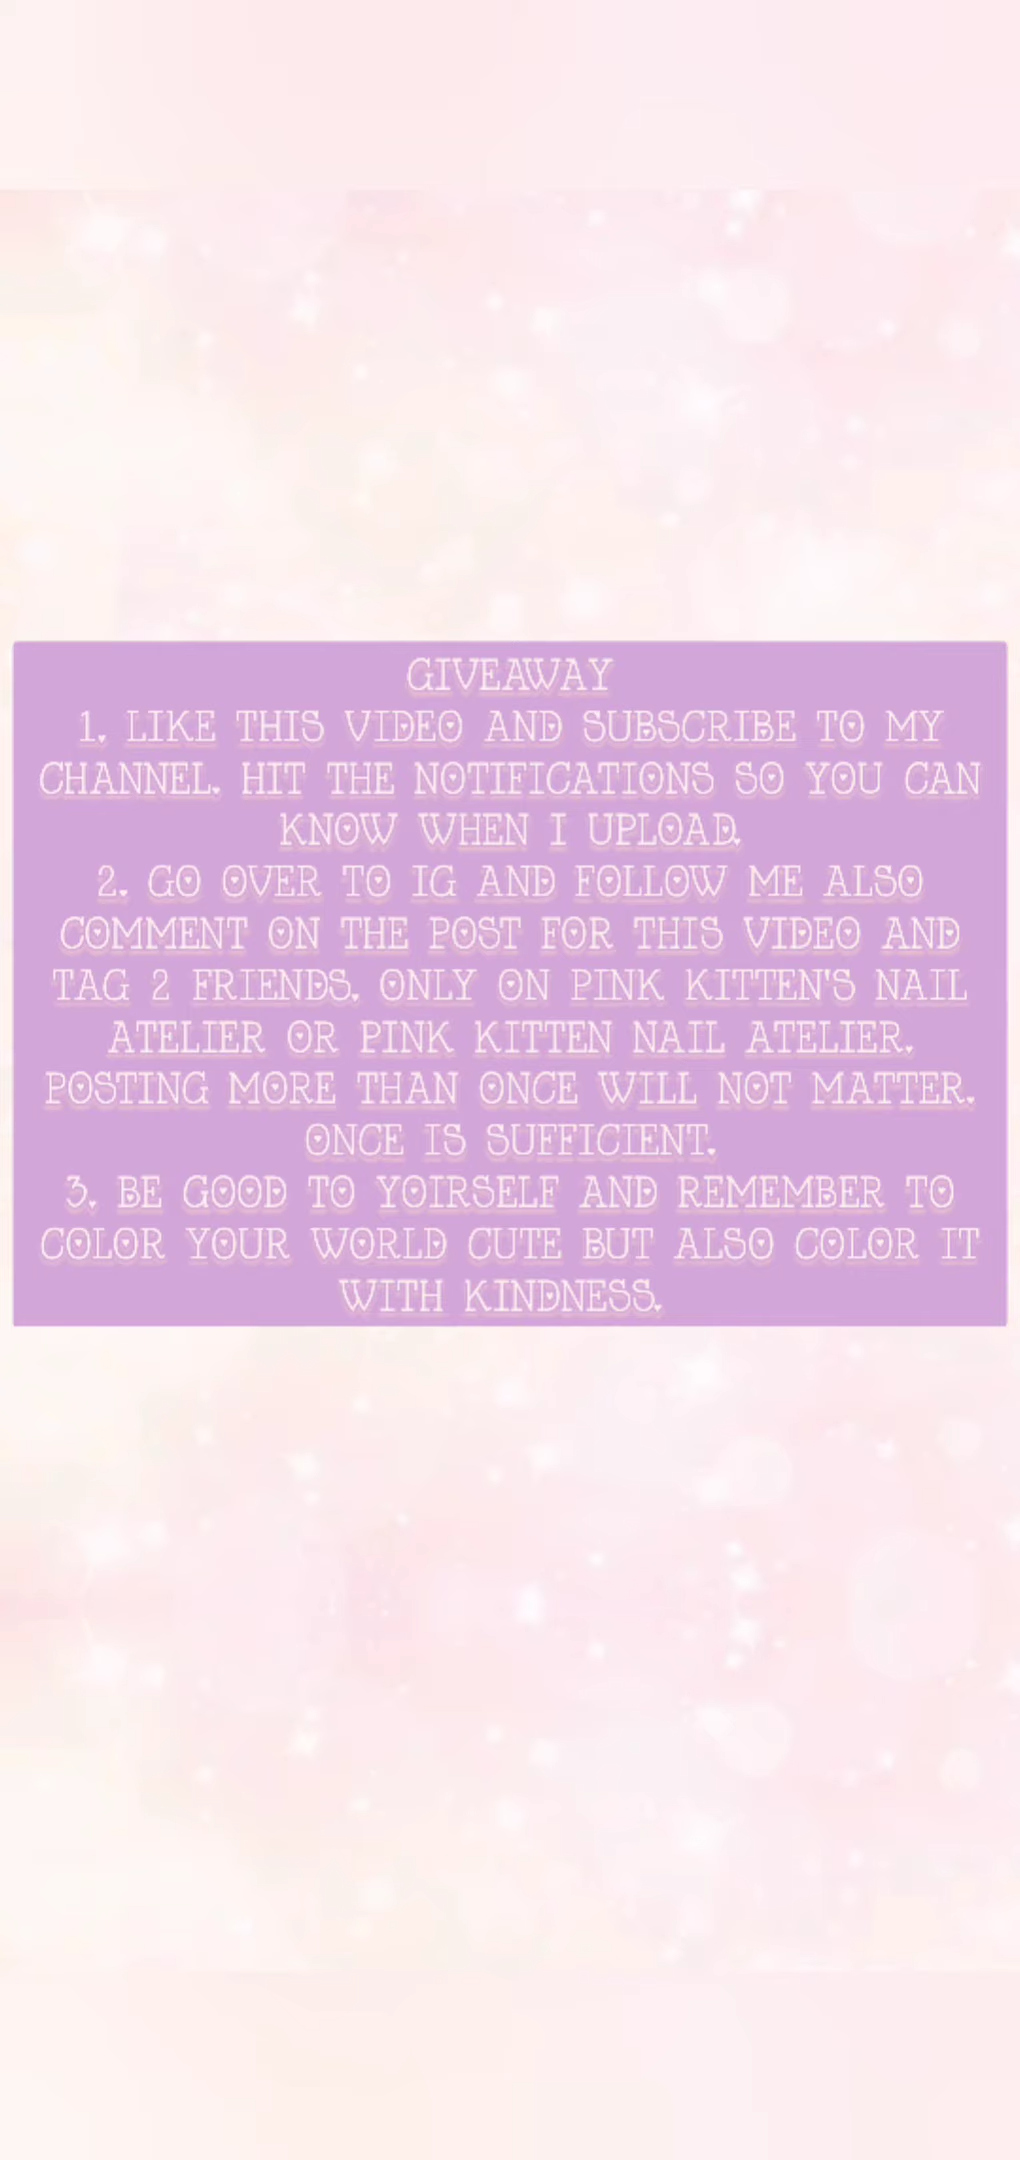 GIVEAWAY
1. LIKE THIS VIDEO AND SUBSCRIBE TO MY
CHANNEL. HIT THE NOTIFICATIONS SO YOU CAN
KNOW WHEN I UPLOAD.
2. GO OVER TO IG AND FOLLOW ME ALSO
COMMENT ON THE POST FOR THIS VIDEO AND
TAG 2 FRIENDS. ONLY ON PINK KITTEN'S NAIL
ATELIER OR PINK KITTEN NAIL ATELIER.
POSTING MORE THAN ONCE WILL NOT MATTER.
ONCE IS SUFFICIENT.
3. BE GOOD TO YOIRSELF AND REMEMBER TO
COLOR YOUR WORLD CUTE BUT ALSO COLOR IT
WITH KINDNESS.